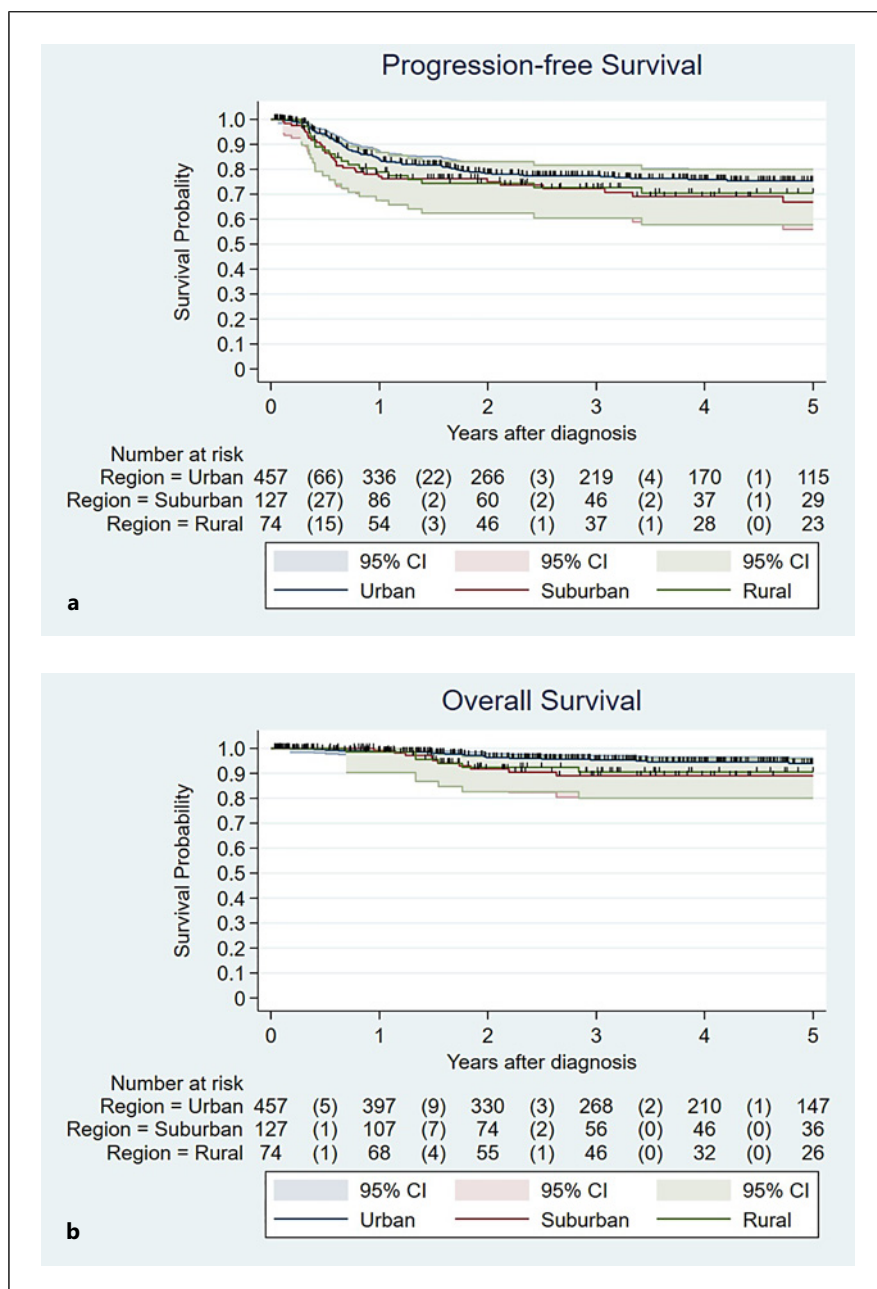 Progression-free Survival
Survival Probality
1.0
0.9
0.8
0.7
0.6
0.5
0.4
0.3
0.2
0.1
0
0 1 2 3 4 5
Years after diagnosis
Number at risk
Region = Urban 457 (66) 336 (22) 266 (3) 219 (4) 170 (1) 115
Region = Suburban 127 (27) 86 (2) 60 (2) 46 (2) 37 (1) 29
Region = Rural 74 (15) 54 (3) 46 (1) 37 (1) 28 (0) 23
95% CI 95% CI 95% CI
Urban Suburban Rural
a
Overall Survival
Survival Probability
1.0
0.9
0.8
0.7
0.6
0.5
0.4
0.3
0.2
0.1
0
0 1 2 3 4 5
Years after diagnosis
Number at risk
Region = Urban 457 (5) 397 (9) 330 (3) 268 (2) 210 (1) 147
Region = Suburban 127 (1) 107 (7) 74 (2) 56 (0) 46 (0) 36
Region = Rural 74 (1) 68 (4) 55 (1) 46 (0) 32 (0) 26
95% CI 95% CI 95% CI
Urban Suburban Rural
b